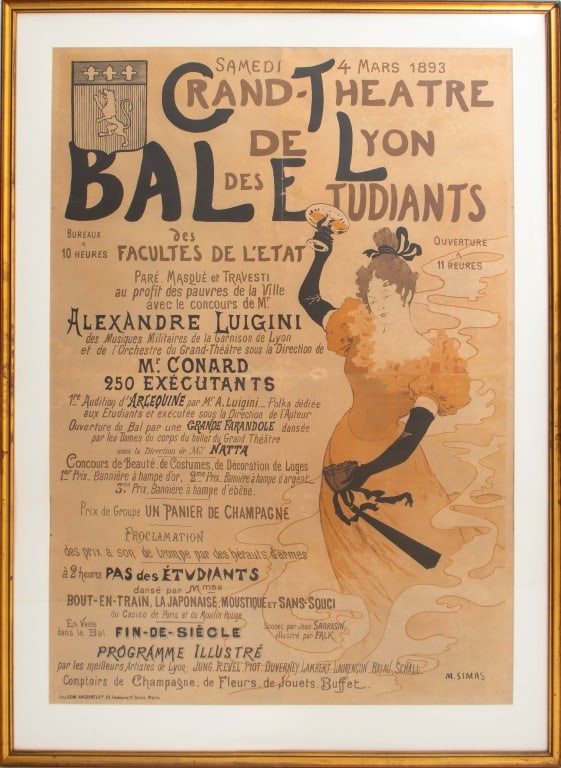 SAMEDI 4 MARS 1893
GRAND-THEATRE
DE LYON
BAL DES ETUDIANTS
BUREAUX
à
10 HEURES
des
FACULTES DE L'ETAT
OUVERTURE
à
11 HEURES
PARÉ, MASQUÉ ET TRAVESTI
au profit des pauvres de la Ville
avec le concours de Mr
ALEXANDRE LUIGINI
des Musiques Militaires de la Garnison de Lyon
et de l'Orchestre du Grand-Théâtre sous la Direction de
Mr CONARD
250 EXÉCUTANTS
1re Audition d'ARLEQUINE par Mr A. Luigini_Polka dédiée
aux Etudiants et exécutée sous la Direction de l'Auteur
Ouverture du Bal par une GRANDE FARANDOLE dansée
par les Dames du corps du ballet du Grand Théâtre
sous la Direction de Mme NATTA
Concours de Beauté, de Costumes, de Décoration de Loges
1er Prix. Bannière à hampe d'or, 2me Prix. Bannière à hampe d'argent
3me Prix. Bannière à hampe d'ébène.
Prix de Groupe UN PANIER DE CHAMPAGNE
PROCLAMATION
des prix à son de trompe par des hérauts d'armes
à 2 heures PAS des ÉTUDIANTS
dansé par Mmes
BOUT-EN-TRAIN, LA JAPONAISE, MOUSTIQUE ET SANS-SOUCI
du Casino de Paris et du Moulin Rouge
En Vente
dans le Bal FIN-DE-SIÈCLE
Sonnet par Jean SARRASIN
illustré par FALK
PROGRAMME ILLUSTRÉ
par les meilleurs Artistes de Lyon: JUNG, REVEL, PIOT, DUVERNEY, LAMBERT, LAURENÇON, BRIAU, SCHELL.
Comptoirs de Champagne, de Fleurs, de Jouets, Buffet.
M. SIMAS